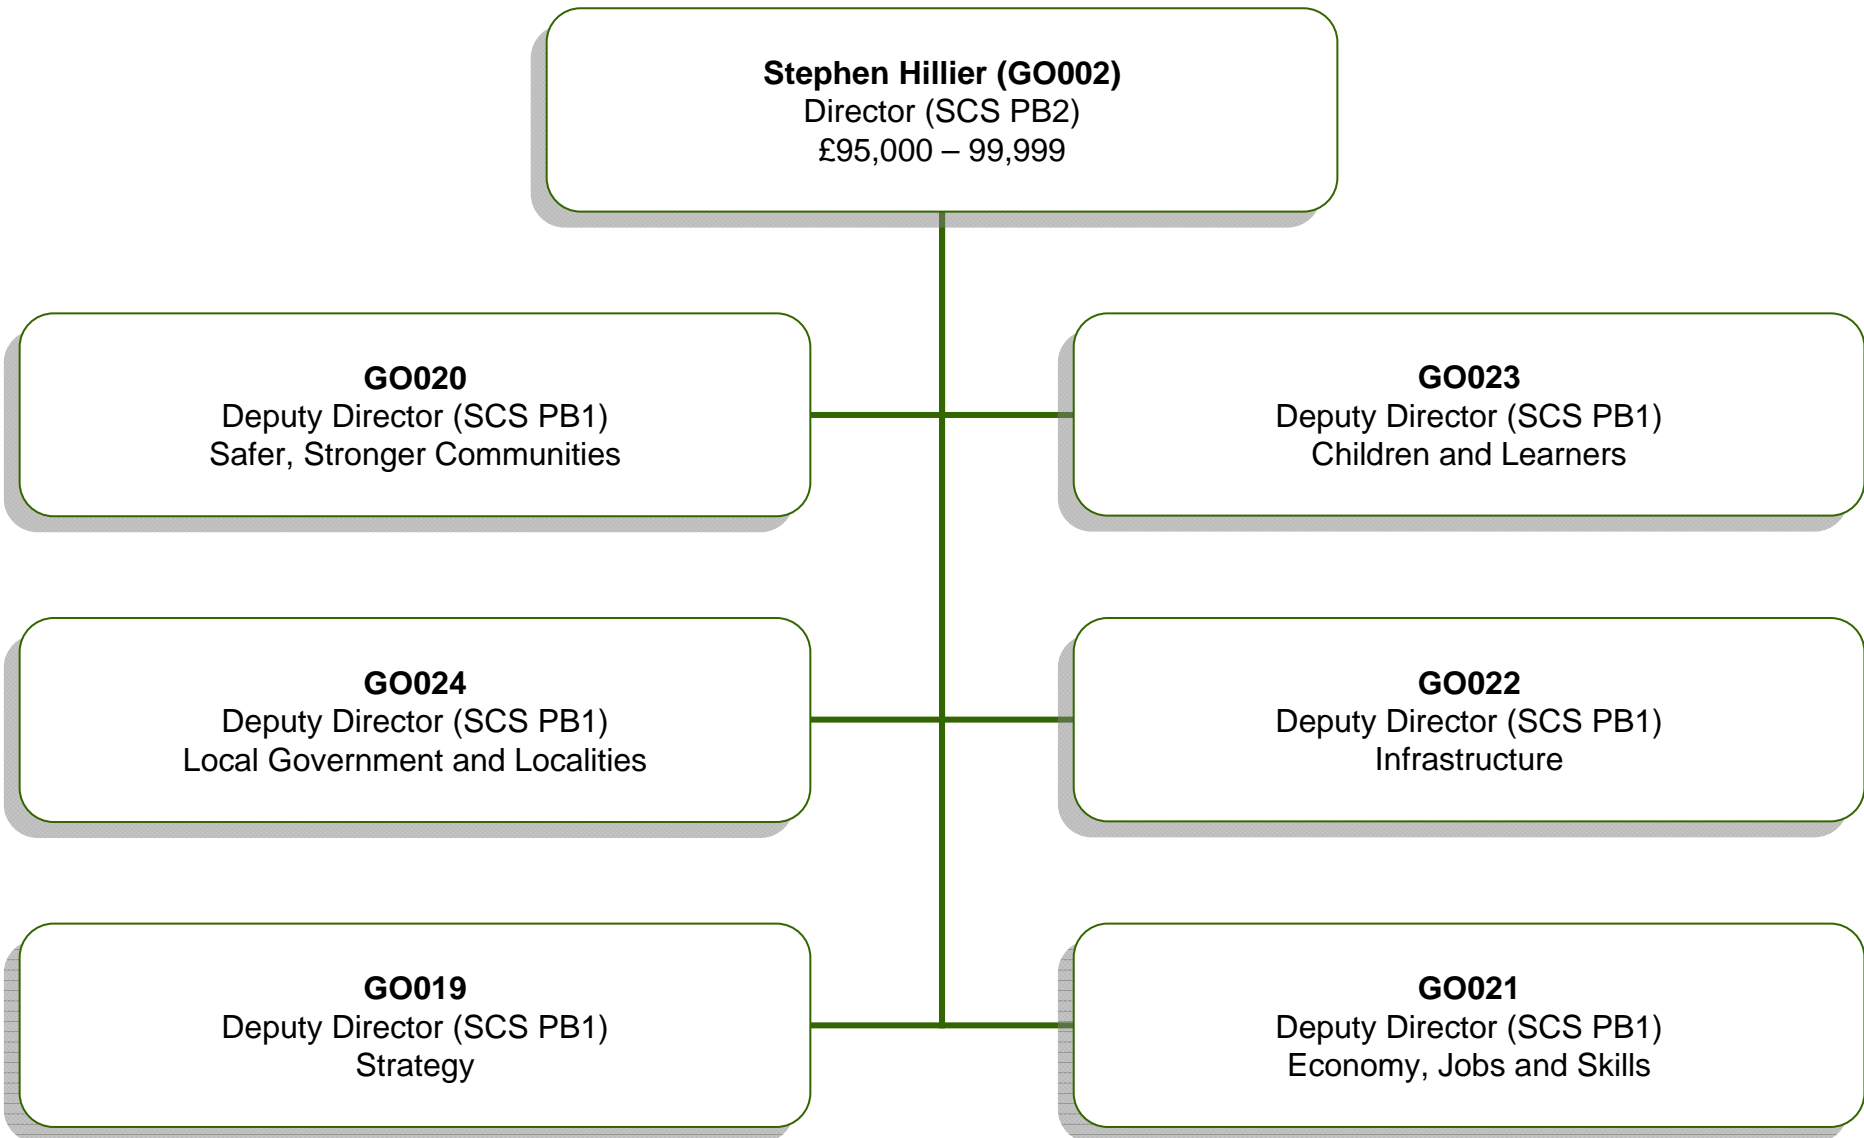 Stephen Hillier (GO002)
Director (SCS PB2)
£95,000 – 99,999
GO020
Deputy Director (SCS PB1)
Safer, Stronger Communities
GO023
Deputy Director (SCS PB1)
Children and Learners
GO024
Deputy Director (SCS PB1)
Local Government and Localities
GO022
Deputy Director (SCS PB1)
Infrastructure
GO019
Deputy Director (SCS PB1)
Strategy
GO021
Deputy Director (SCS PB1)
Economy, Jobs and Skills